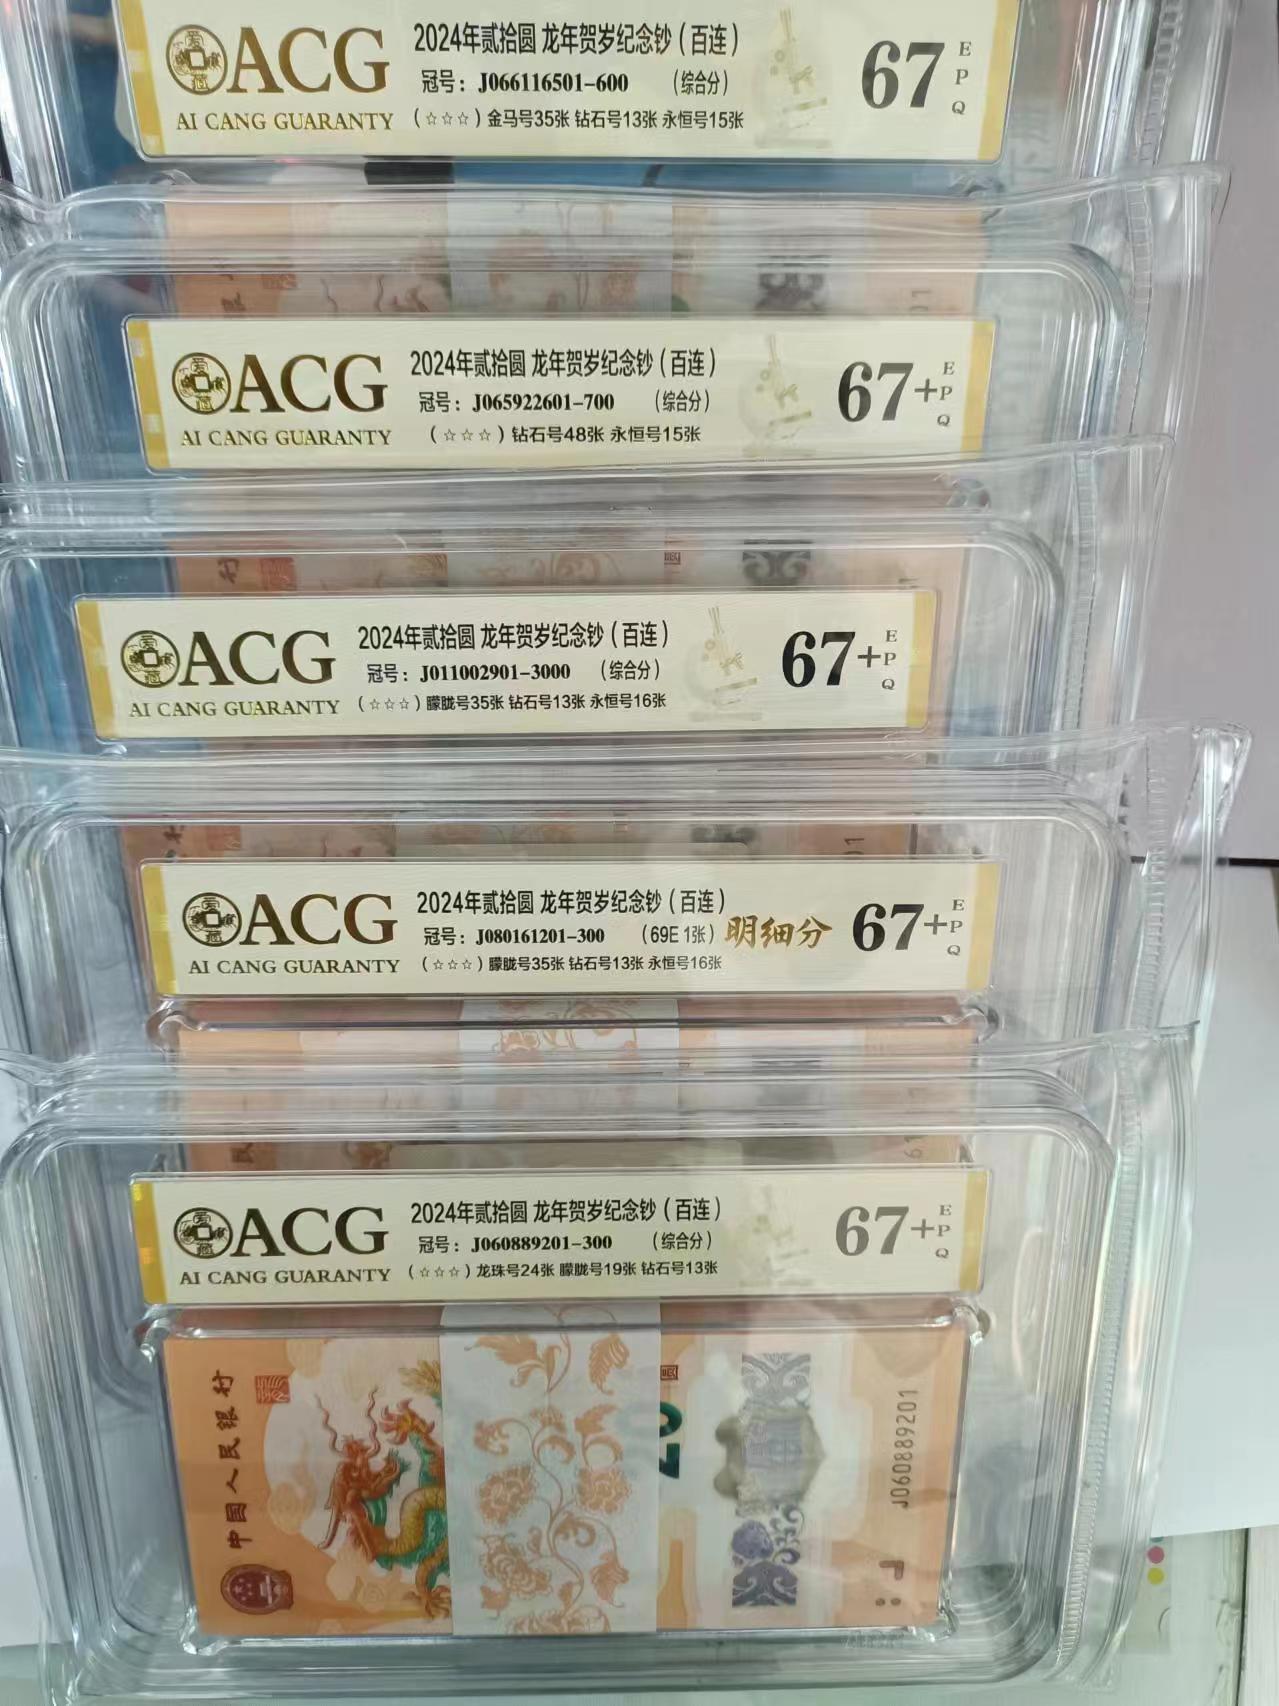 ACG
AI CANG GUARANTY
2024年贰拾圆 龙年贺岁纪念钞(百连)
冠号: J066116501-600 (综合分)
(☆☆☆)金马号35张 钻石号13张 永恒号15张
67 EPQ
ACG
AI CANG GUARANTY
2024年贰拾圆 龙年贺岁纪念钞(百连)
冠号: J065922601-700 (综合分)
(☆☆☆)钻石号48张 永恒号15张
67+ EPQ
ACG
AI CANG GUARANTY
2024年贰拾圆 龙年贺岁纪念钞(百连)
冠号: J011002901-3000 (综合分)
(☆☆☆)朦胧号35张 钻石号13张 永恒号16张
67+ EPQ
ACG
AI CANG GUARANTY
2024年贰拾圆 龙年贺岁纪念钞(百连)
冠号: J080161201-300 (69E 1张) 明细分
(☆☆☆)朦胧号35张 钻石号13张 永恒号16张
67+ EPQ
ACG
AI CANG GUARANTY
2024年贰拾圆 龙年贺岁纪念钞(百连)
冠号: J060889201-300 (综合分)
(☆☆☆)龙珠号24张 朦胧号19张 钻石号13张
67+ EPQ
中国人民银行
20
J060889201